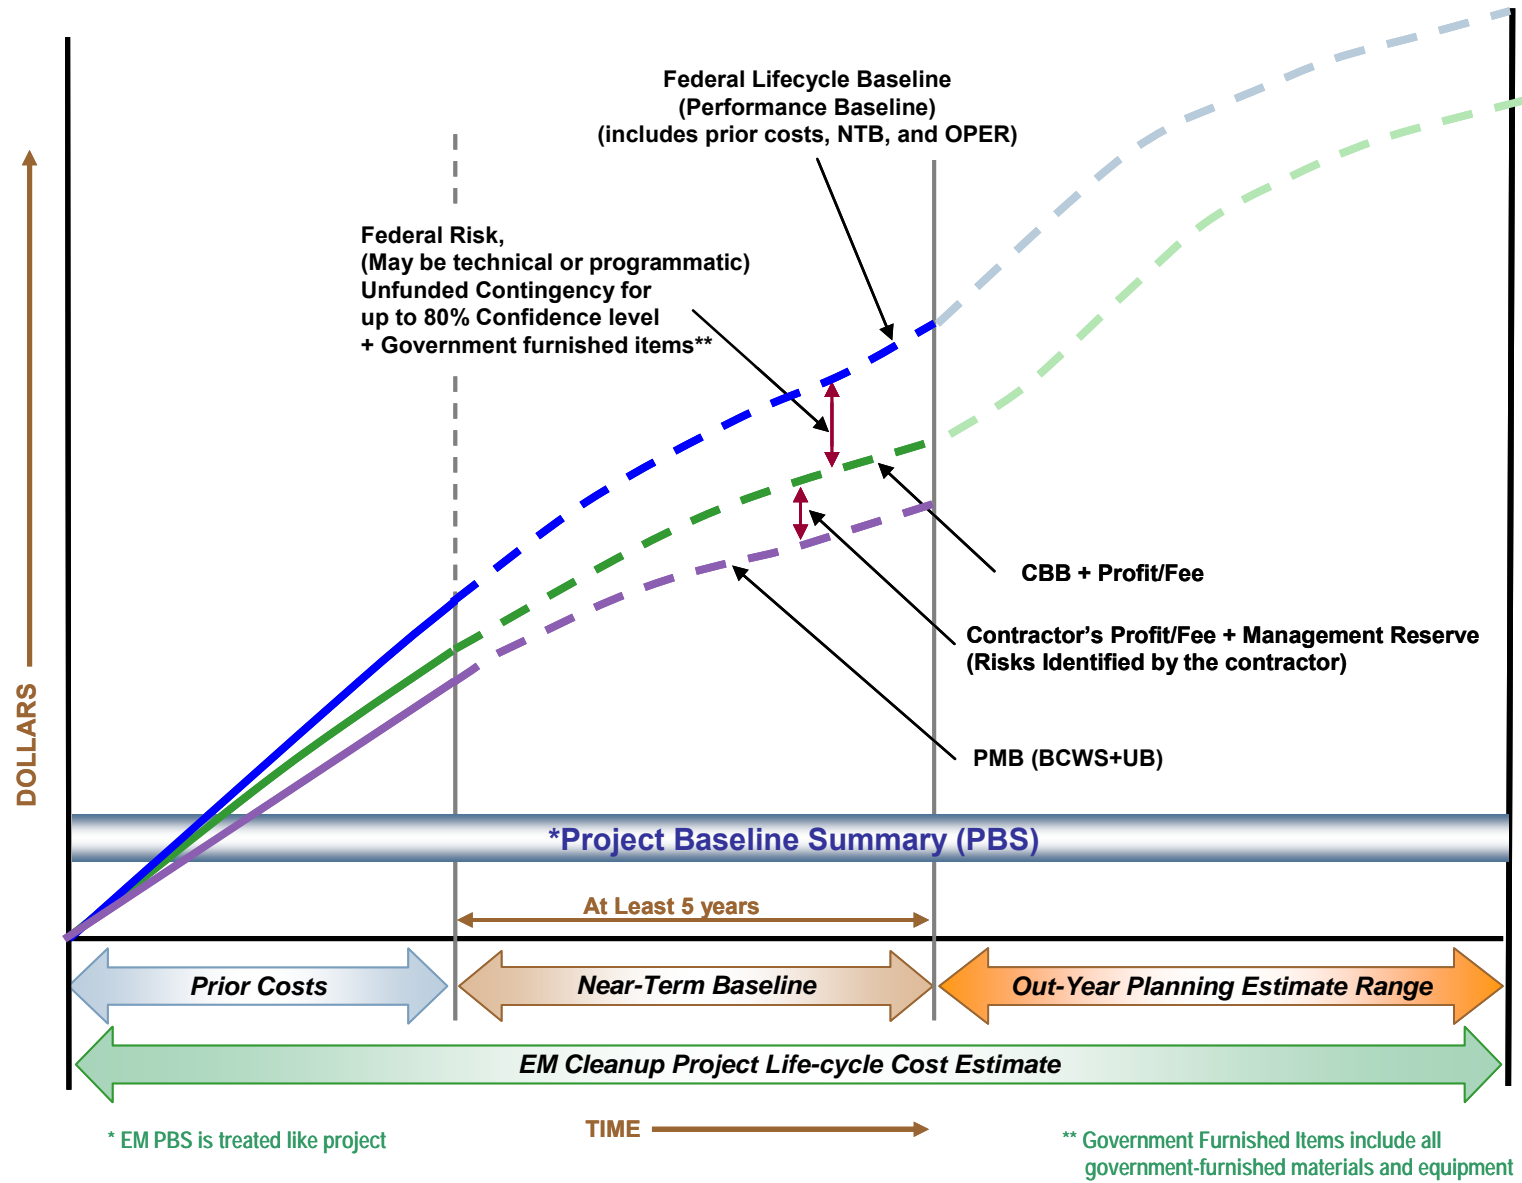 Federal Lifecycle Baseline
(Performance Baseline)
(includes prior costs, NTB, and OPER)
Federal Risk,
(May be technical or programmatic)
Unfunded Contingency for
up to 80% Confidence level
+ Government furnished items**
CBB + Profit/Fee
Contractor's Profit/Fee + Management Reserve
(Risks Identified by the contractor)
PMB (BCWS+UB)
DOLLARS
*Project Baseline Summary (PBS)
At Least 5 years
Prior Costs
Near-Term Baseline
Out-Year Planning Estimate Range
EM Cleanup Project Life-cycle Cost Estimate
TIME
* EM PBS is treated like project
** Government Furnished Items include all
government-furnished materials and equipment